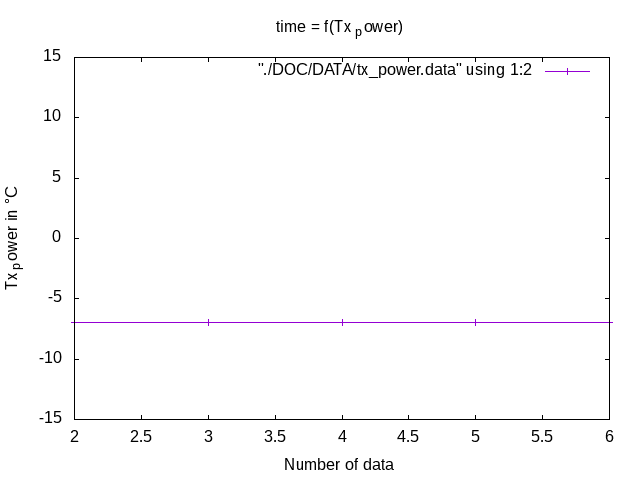 time = f(Tx power)
"./DOC/DATA/tx_power.data" using 1:2
15
10
5
0
-5
-10
-15
Tx power in °C
2 2.5 3 3.5 4 4.5 5 5.5 6
Number of data